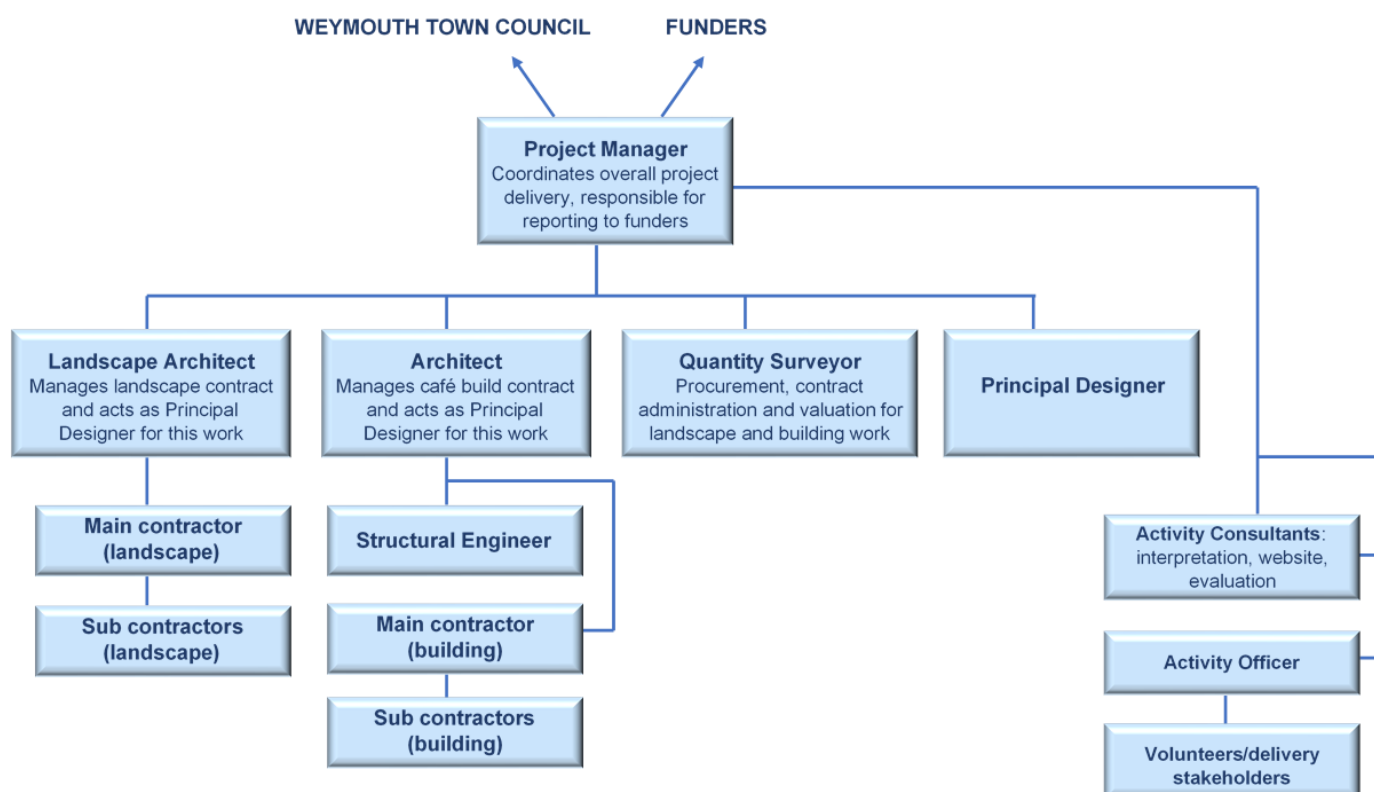 WEYMOUTH TOWN COUNCIL
FUNDERS
Project Manager
Coordinates overall project
delivery, responsible for
reporting to funders
Landscape Architect
Manages landscape contract
and acts as Principal
Designer for this work
Architect
Manages café build contract
and acts as Principal
Designer for this work
Quantity Surveyor
Procurement, contract
administration and valuation for
landscape and building work
Principal Designer
Main contractor
(landscape)
Sub contractors
(landscape)
Structural Engineer
Main contractor
(building)
Sub contractors
(building)
Activity Consultants:
interpretation, website,
evaluation
Activity Officer
Volunteers/delivery
stakeholders